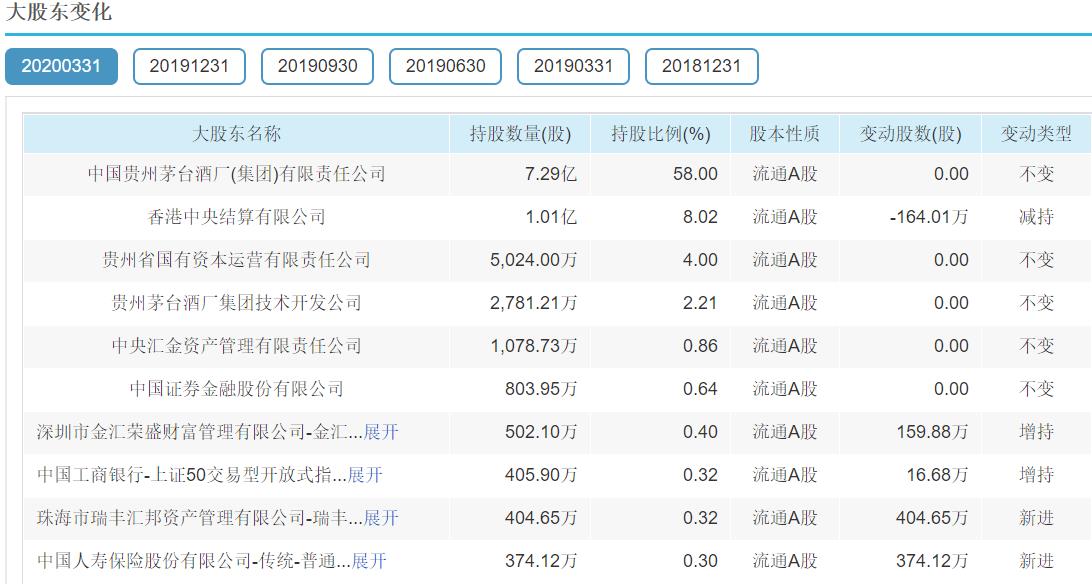 大股东变化
20200331 20191231 20190930 20190630 20190331 20181231
大股东名称 持股数量(股) 持股比例(%) 股本性质 变动股数(股) 变动类型
中国贵州茅台酒厂(集团)有限责任公司 7.29亿 58.00 流通A股 0.00 不变
香港中央结算有限公司 1.01亿 8.02 流通A股 -164.01万 减持
贵州省国有资本运营有限责任公司 5,024.00万 4.00 流通A股 0.00 不变
贵州茅台酒厂集团技术开发公司 2,781.21万 2.21 流通A股 0.00 不变
中央汇金资产管理有限责任公司 1,078.73万 0.86 流通A股 0.00 不变
中国证券金融股份有限公司 803.95万 0.64 流通A股 0.00 不变
深圳市金汇荣盛财富管理有限公司-金汇...展开 502.10万 0.40 流通A股 159.88万 增持
中国工商银行-上证50交易型开放式指...展开 405.90万 0.32 流通A股 16.68万 增持
珠海市瑞丰汇邦资产管理有限公司-瑞丰...展开 404.65万 0.32 流通A股 404.65万 新进
中国人寿保险股份有限公司-传统-普通...展开 374.12万 0.30 流通A股 374.12万 新进